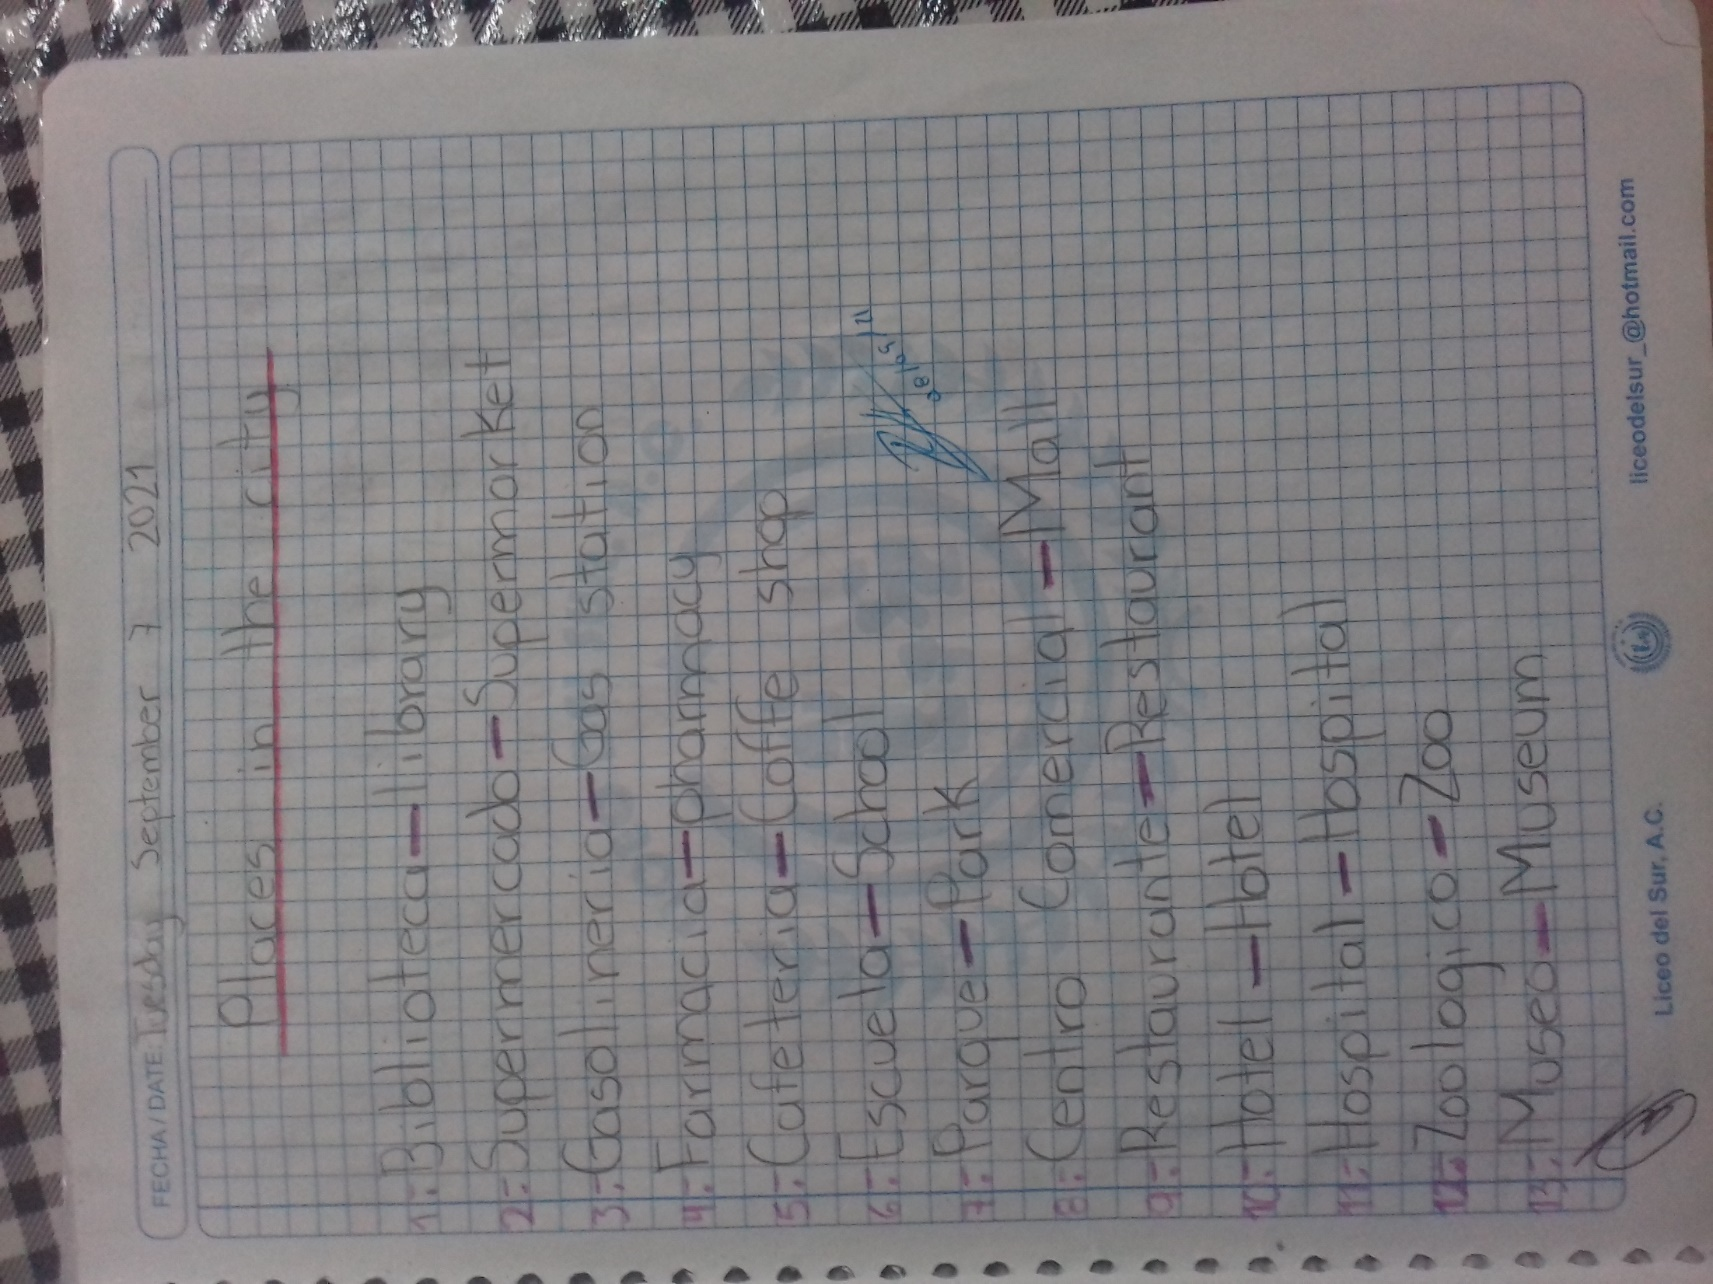 FECHA / DATE: Tuesday September 7 2021
Places in the city
1.- Biblioteca - library
2.- Supermercado - Supermarket
3.- Gasolineria - Gas station
4.- Farmacia - pharmacy
5.- Cafeteria - Coffe shop
6.- Escuela - School
7.- Parque - Park
8.- Centro Comercial - Mall
9.- Restaurante - Restaurant
10.- Hotel - Hotel
11.- Hospital - Hospital
12.- Zoologico - Zoo
13.- Museo - Museum
Liceo del Sur, A.C. liceodelsur_@hotmail.com